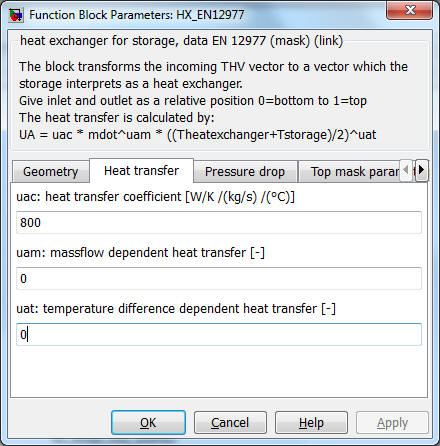 Function Block Parameters: HX_EN12977
heat exchanger for storage, data EN 12977 (mask) (link)
The block transforms the incoming THV vector to a vector which the
storage interprets as a heat exchanger.
Give inlet and outlet as a relative position 0=bottom to 1=top
The heat transfer is calculated by:
UA = uac * mdot^uam * ((Theatexchanger+Tstorage)/2)^uat
Geometry Heat transfer Pressure drop Top mask
uac: heat transfer coefficient [W/K /(kg/s) /(°C)]
800
uam: massflow dependent heat transfer [-]
0
uat: temperature difference dependent heat transfer [-]
0
OK Cancel Help Apply